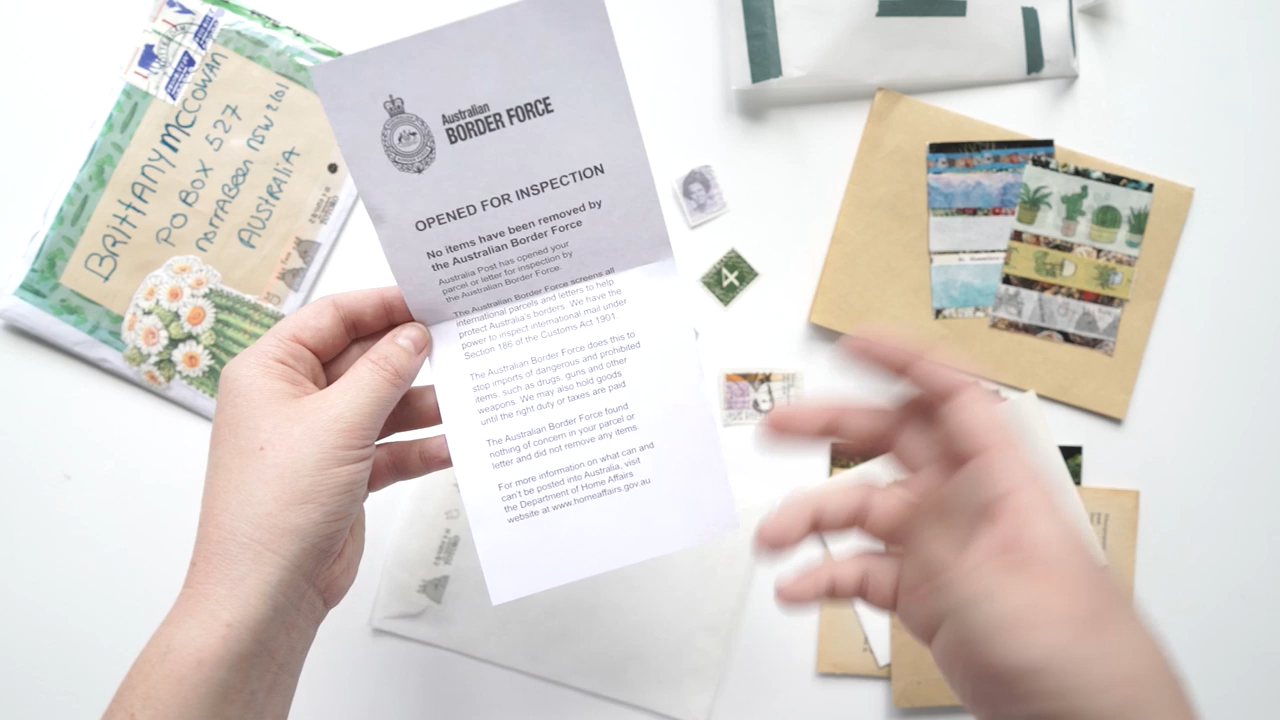 BRITTANY MCCOWAN
PO BOX 527
NORRABEEN NSW 2101
AUSTRALIA
Australian
BORDER FORCE
OPENED FOR INSPECTION
No items have been removed by
the Australian Border Force
Australia Post has opened your
parcel or letter for inspection by
the Australian Border Force.
The Australian Border Force screens all
international parcels and letters to help
protect Australia's borders. We have the
power to inspect international mail under
Section 186 of the Customs Act 1901.
The Australian Border Force does this to
stop imports of dangerous and prohibited
items, such as drugs, guns and other
weapons. We may also hold goods
until the right duty or taxes are paid.
The Australian Border Force found
nothing of concern in your parcel or
letter and did not remove any items.
For more information on what can and
can't be posted into Australia, visit
the Department of Home Affairs
website at www.homeaffairs.gov.au
4